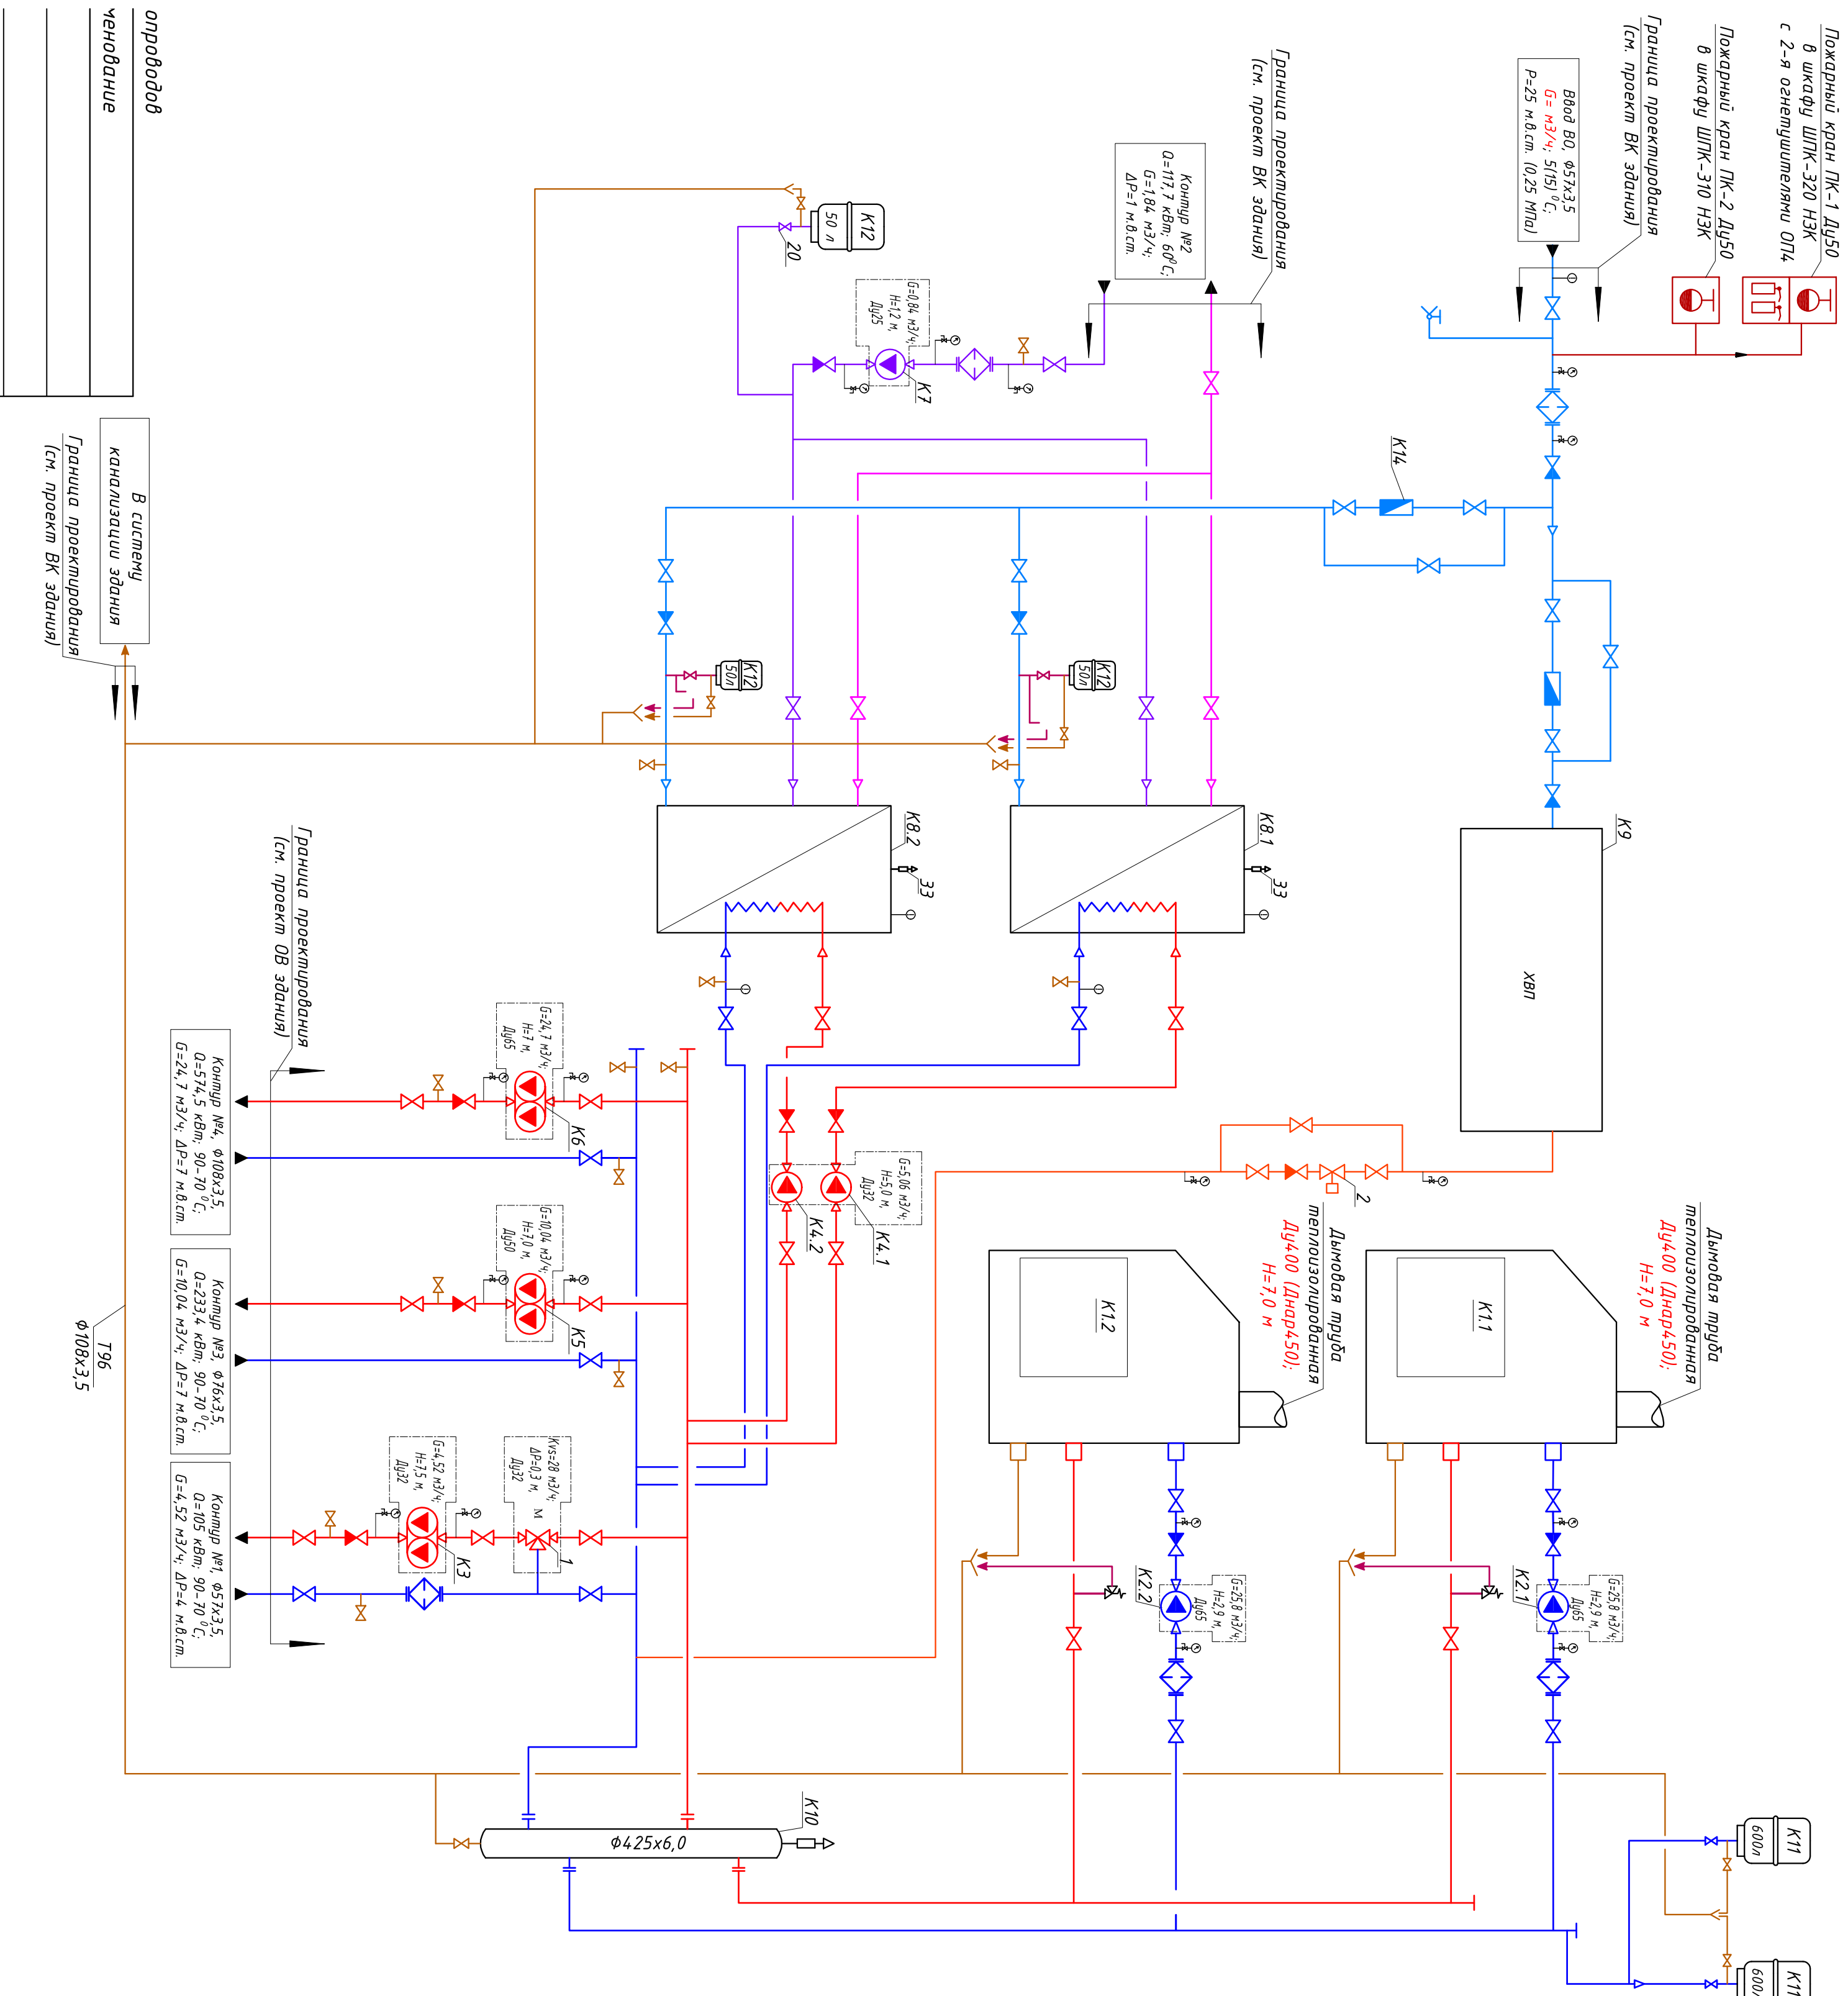 Пожарный кран ПК-1 Ду50
в шкафу ШПК-320 НЗК
с 2-я огнетушителями ОП4
Пожарный кран ПК-2 Ду50
в шкафу ШПК-310 НЗК
Граница проектирования
(см. проект ВК здания)
Ввод В0, Ф57х3,5
G= м3/ч; 5(15) ⁰С;
Р=25 м.в.ст. (0,25 МПа)
К14
К9
ХВП
Граница проектирования
(см. проект ВК здания)
Контур №2
Q=117,7 кВт; 60⁰С;
G=1,84 м3/ч;
ΔР=1 м.в.ст.
К12
50 л
20
G=0,84 м3/ч;
Н=1,2 м,
Ду25
К7
К12
50л
К12
50л
К8.1
33
К8.2
33
2
Дымовая труба
теплоизолированная
Ду400 (Днар450);
Н=7,0 м
К1.1
Дымовая труба
теплоизолированная
Ду400 (Днар450);
Н=7,0 м
К1.2
G=5,06 м3/ч;
Н=5,0 м,
Ду32
К4.1
К4.2
G=25,8 м3/ч;
Н=2,9 м,
Ду65
К2.1
G=25,8 м3/ч;
Н=2,9 м,
Ду65
К2.2
К11
600л
К11
600л
К10
Ф425х6,0
G=24,7 м3/ч;
Н=7 м,
Ду65
К6
G=10,04 м3/ч;
Н=7,0 м,
Ду50
К5
Kvs=28 м3/ч;
ΔР=0,3 м,
Ду32
М
1
G=4,52 м3/ч;
Н=7,5 м,
Ду32
К3
Граница проектирования
(см. проект ОВ здания)
Контур №4, Ф108х3,5,
Q=574,5 кВт; 90-70 ⁰С;
G=24,7 м3/ч; ΔР=7 м.в.ст.
Контур №3, Ф76х3,5,
Q=233,4 кВт; 90-70 ⁰С;
G=10,04 м3/ч; ΔР=7 м.в.ст.
Контур №1, Ф57х3,5,
Q=105 кВт; 90-70 ⁰С;
G=4,52 м3/ч; ΔР=4 м.в.ст.
опроводов
менование
В систему
канализации здания
Граница проектирования
(см. проект ВК здания)
Т96
Ф108х3,5